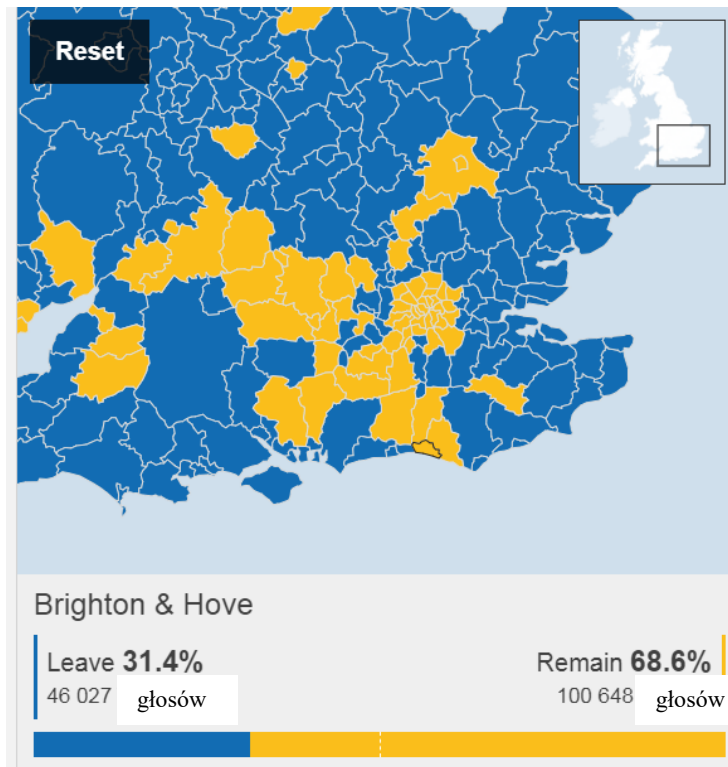 Reset
Brighton & Hove
Leave 31.4%
Remain 68.6%
46 027 głosów
100 648 głosów